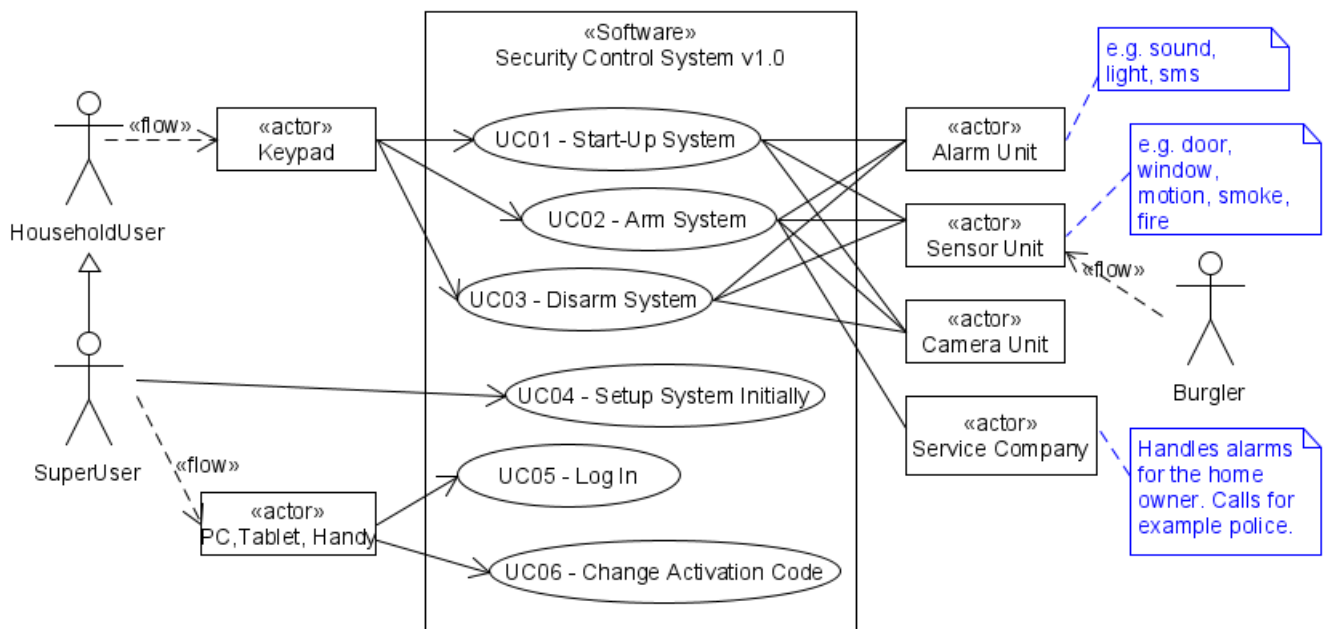 «Software»
Security Control System v1.0
HouseholdUser
«flow»
«actor»
Keypad
UC01 - Start-Up System
UC02 - Arm System
UC03 - Disarm System
«actor»
Alarm Unit
e.g. sound,
light, sms
«actor»
Sensor Unit
e.g. door,
window,
motion, smoke,
fire
«flow»
Burgler
«actor»
Camera Unit
SuperUser
UC04 - Setup System Initially
«flow»
«actor»
PC,Tablet, Handy
UC05 - Log In
UC06 - Change Activation Code
«actor»
Service Company
Handles alarms
for the home
owner. Calls for
example police.